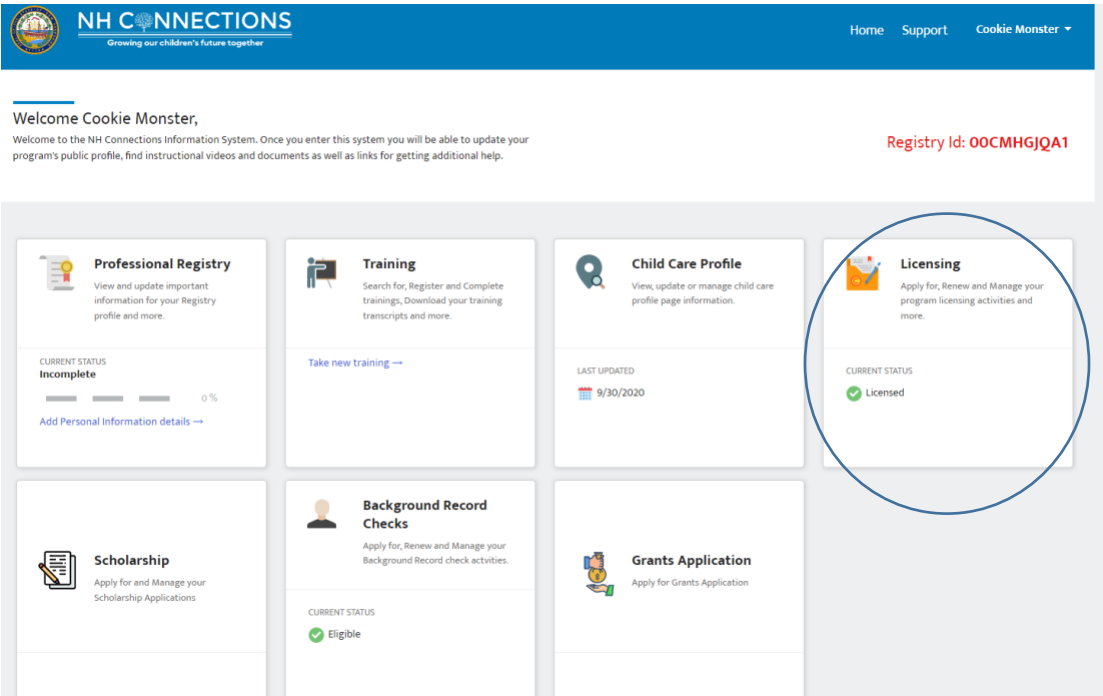 NH CONNECTIONS
Growing our children's future together
Home Support Cookie Monster
Welcome Cookie Monster,
Welcome to the NH Connections Information System. Once you enter this system you will be able to update your
program's public profile, find instructional videos and documents as well as links for getting additional help.
Registry Id: 00CMHGJQA1
Professional Registry
View and update important
information for your Registry
profile and more.
CURRENT STATUS
Incomplete
0 %
Add Personal Information details →
Training
Search for, Register and Complete
trainings, Download your training
transcripts and more.
Take new training →
Child Care Profile
View, update or manage child care
profile page information.
LAST UPDATED
9/30/2020
Licensing
Apply for, Renew and Manage your
program licensing activities and
more.
CURRENT STATUS
Licensed
Scholarship
Apply for and Manage your
Scholarship Applications
Background Record
Checks
Apply for, Renew and Manage your
Background Record check actvities.
CURRENT STATUS
Eligible
Grants Application
Apply for Grants Application